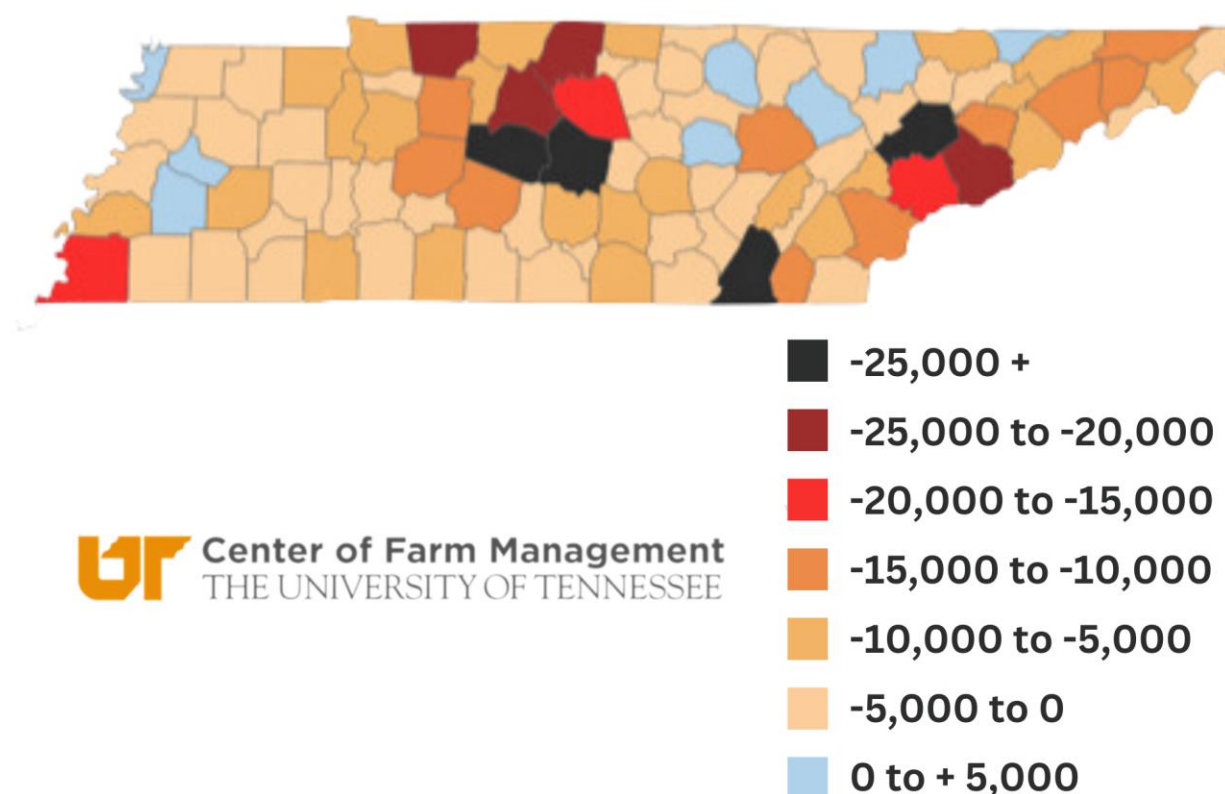 -25,000 +
-25,000 to -20,000
-20,000 to -15,000
-15,000 to -10,000
-10,000 to -5,000
-5,000 to 0
0 to + 5,000
UT Center of Farm Management
THE UNIVERSITY OF TENNESSEE